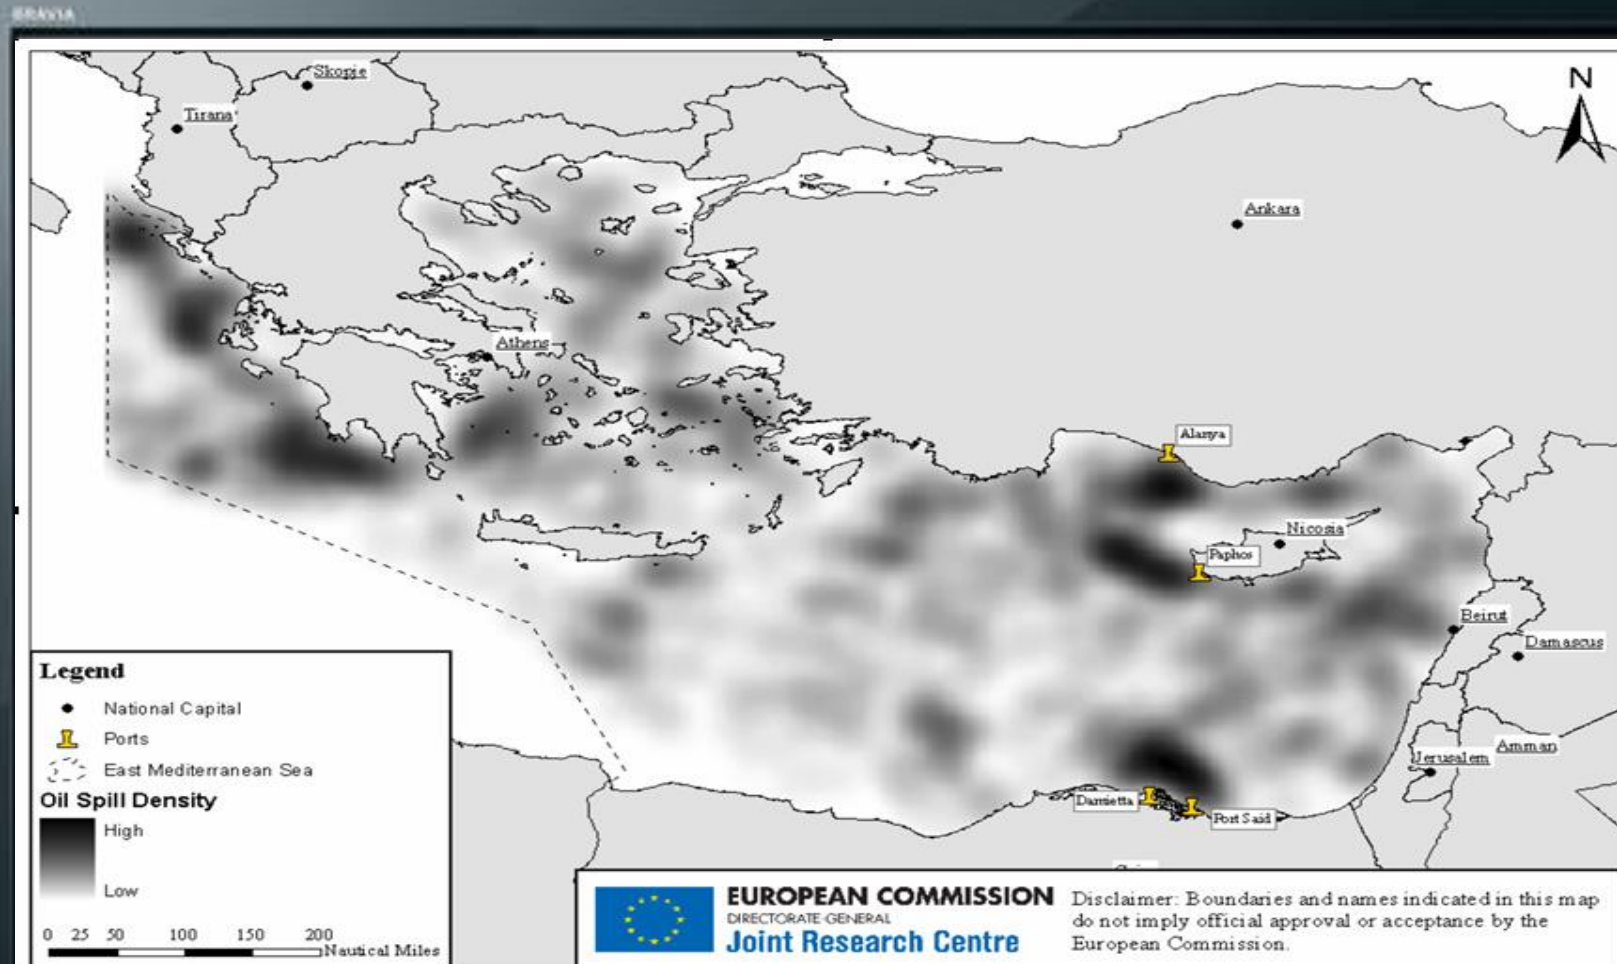 BRAVIA
Skopje
Tirana
N
Ankara
Athens
Alanya
Nicosia
Paphos
Beirut
Damascus
Amman
Jerusalem
Damietta
Port Said
Legend
National Capital
Ports
East Mediterranean Sea
Oil Spill Density
High
Low
0 25 50 100 150 200
Nautical Miles
EUROPEAN COMMISSION
DIRECTORATE-GENERAL
Joint Research Centre
Disclaimer: Boundaries and names indicated in this map
do not imply official approval or acceptance by the
European Commission.